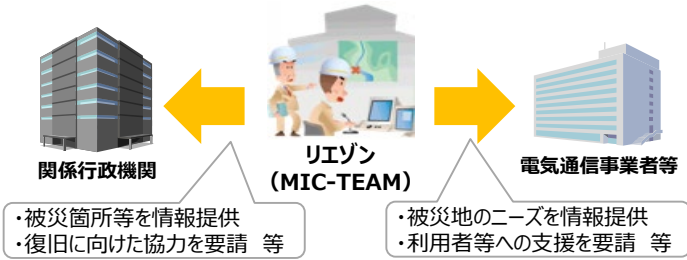 関係行政機関
リエゾン
（MIC-TEAM）
電気通信事業者等
・被災箇所等を情報提供
・復旧に向けた協力を要請 等
・被災地のニーズを情報提供
・利用者等への支援を要請 等